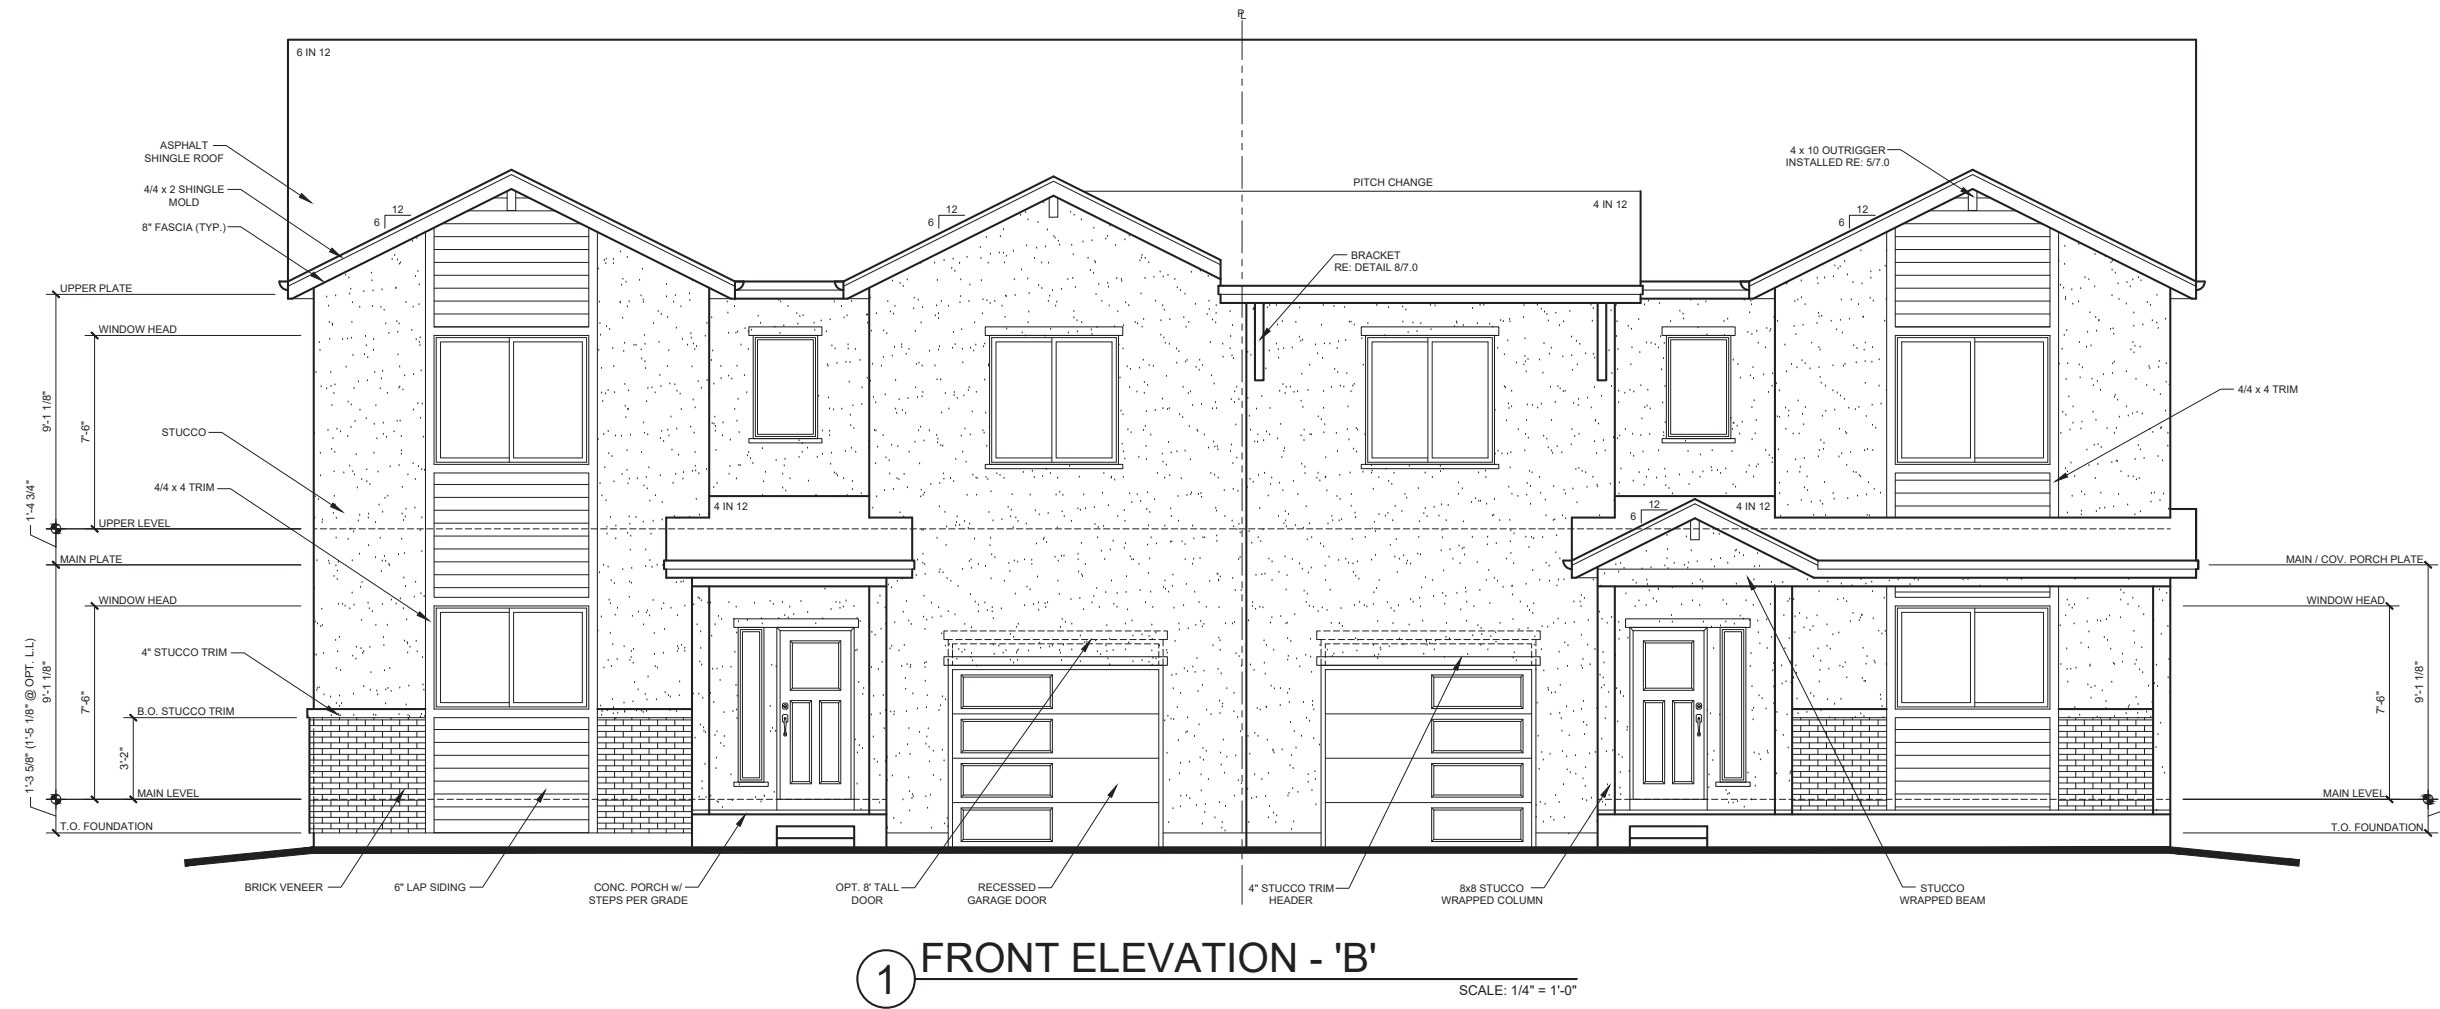 PL
6 IN 12
ASPHALT
SHINGLE ROOF
4/4 x 2 SHINGLE
MOLD
8" FASCIA (TYP.)
12
6
12
6
PITCH CHANGE
4 IN 12
4 x 10 OUTRIGGER
INSTALLED RE: 5/7.0
12
6
BRACKET
RE: DETAIL 8/7.0
UPPER PLATE
WINDOW HEAD
9'-1 1/8"
7'-6"
STUCCO
4/4 x 4 TRIM
4/4 x 4 TRIM
1'-4 3/4"
UPPER LEVEL
MAIN PLATE
4 IN 12
12
6
4 IN 12
MAIN / COV. PORCH PLATE
WINDOW HEAD
WINDOW HEAD
4" STUCCO TRIM
B.O. STUCCO TRIM
1'-3 5/8" (1'-5 1/8" @ OPT. L.L)
9'-1 1/8"
7'-6"
3'-2"
7'-6"
9'-1 1/8"
MAIN LEVEL
MAIN LEVEL
T.O. FOUNDATION
T.O. FOUNDATION
BRICK VENEER
6" LAP SIDING
CONC. PORCH w/
STEPS PER GRADE
OPT. 8' TALL
DOOR
RECESSED
GARAGE DOOR
4" STUCCO TRIM
HEADER
8x8 STUCCO
WRAPPED COLUMN
STUCCO
WRAPPED BEAM
1
FRONT ELEVATION - 'B'
SCALE: 1/4" = 1'-0"